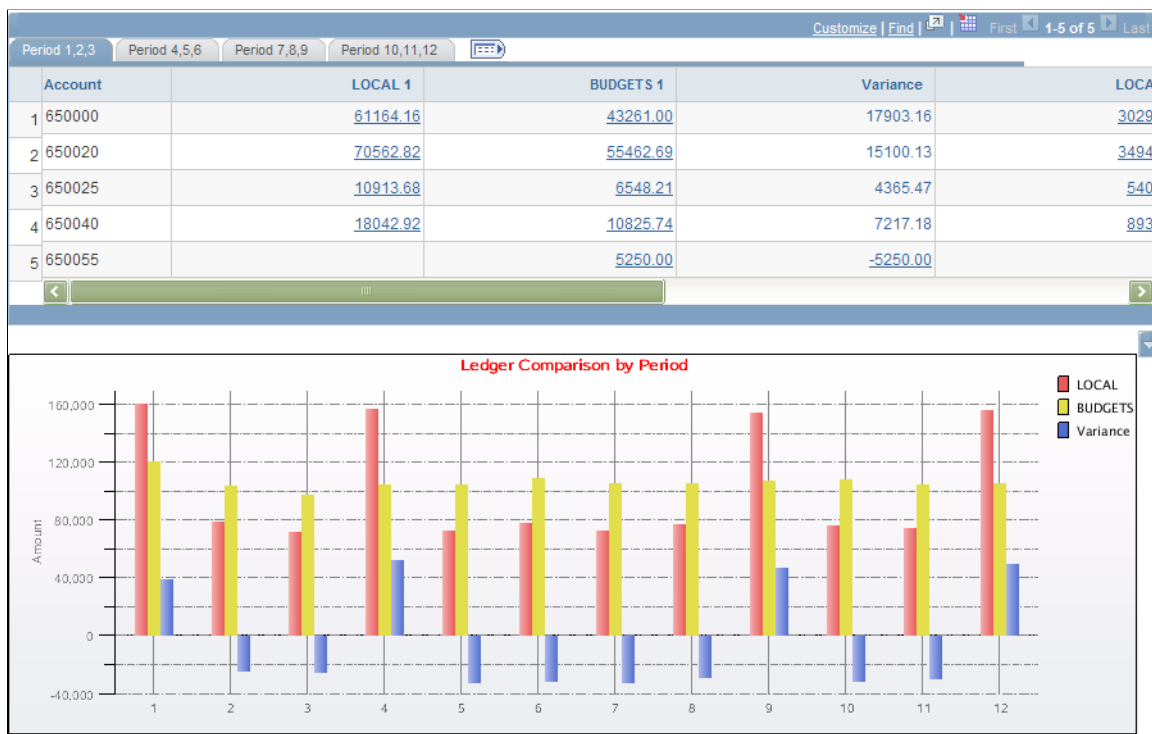 Customize | Find | | First 1-5 of 5 Last
Period 1,2,3 Period 4,5,6 Period 7,8,9 Period 10,11,12
Account LOCAL 1 BUDGETS 1 Variance LOCA
1 650000 61164.16 43261.00 17903.16 3029
2 650020 70562.82 55462.69 15100.13 3494
3 650025 10913.68 6548.21 4365.47 540
4 650040 18042.92 10825.74 7217.18 893
5 650055 5250.00 -5250.00
Ledger Comparison by Period
LOCAL
BUDGETS
Variance
Amount
160,000
120,000
80,000
40,000
0
-40,000
1 2 3 4 5 6 7 8 9 10 11 12